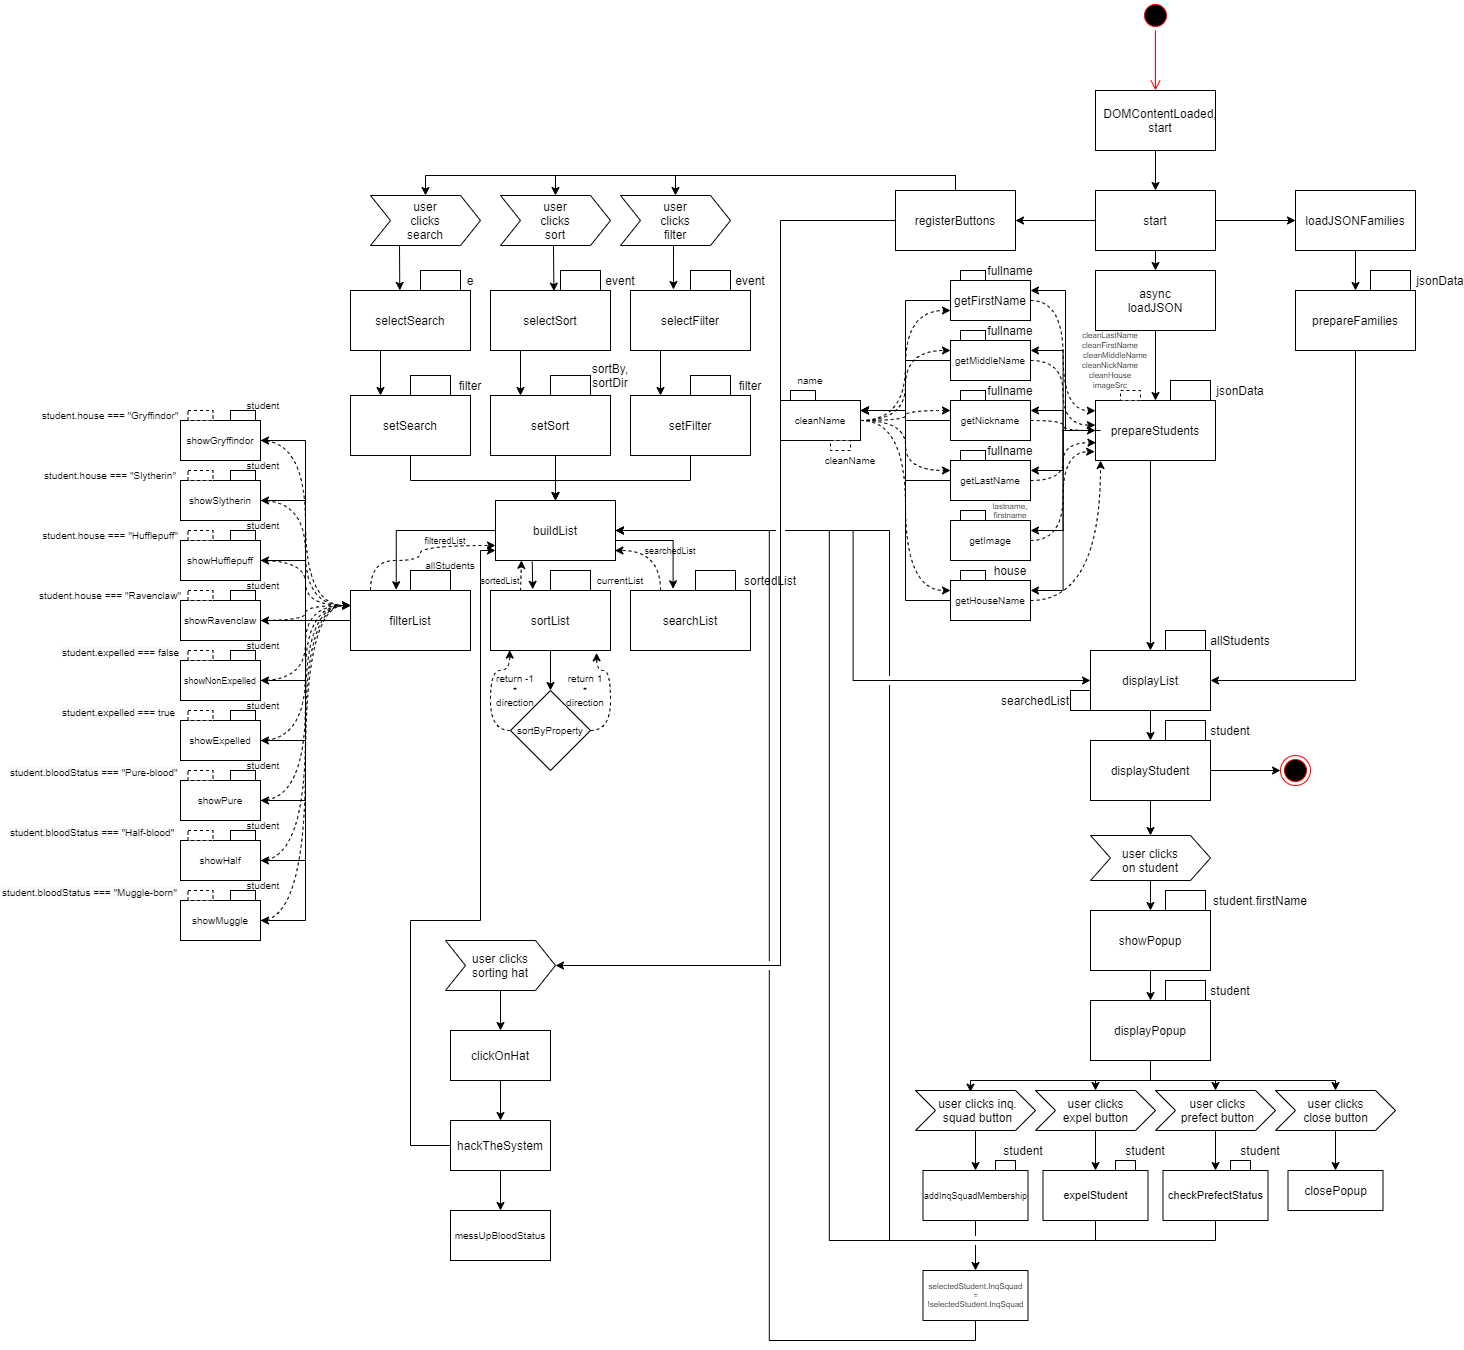 DOMContentLoaded,
start
user
clicks
search
user
clicks
sort
user
clicks
filter
registerButtons
start
loadJSONFamilies
e
event
event
fullname
jsonData
selectSearch
selectSort
selectFilter
getFirstName
async
loadJSON
prepareFamilies
fullname
getMiddleName
cleanLastName
cleanFirstName
cleanMiddleName
cleanNickName
cleanHouse
imageSrc
filter
sortBy,
sortDir
filter
name
fullname
jsonData
setSearch
setSort
setFilter
cleanName
getNickname
prepareStudents
cleanName
fullname
getLastName
student.house === "Gryffindor"
student
showGryffindor
student.house === "Slytherin"
student
showSlytherin
student.house === "Hufflepuff"
student
showHufflepuff
student.house === "Ravenclaw"
student
showRavenclaw
student.expelled === false
student
showNonExpelled
student.expelled === true
student
showExpelled
student.bloodStatus === "Pure-blood"
student
showPure
student.bloodStatus === "Half-blood"
student
showHalf
student.bloodStatus === "Muggle-born"
student
showMuggle
buildList
filteredList
searchedList
allStudents
sortedList
currentList
sortedList
filterList
sortList
searchList
return -1
*
direction
return 1
*
direction
sortByProperty
lastname,
firstname
getImage
house
getHouseName
allStudents
displayList
searchedList
student
displayStudent
user clicks
on student
student.firstName
showPopup
student
displayPopup
user clicks
sorting hat
clickOnHat
hackTheSystem
messUpBloodStatus
user clicks inq.
squad button
user clicks
expel button
user clicks
prefect button
user clicks
close button
student
student
student
addInqSquadMembership
expelStudent
checkPrefectStatus
closePopup
selectedStudent.InqSquad
=
!selectedStudent.InqSquad